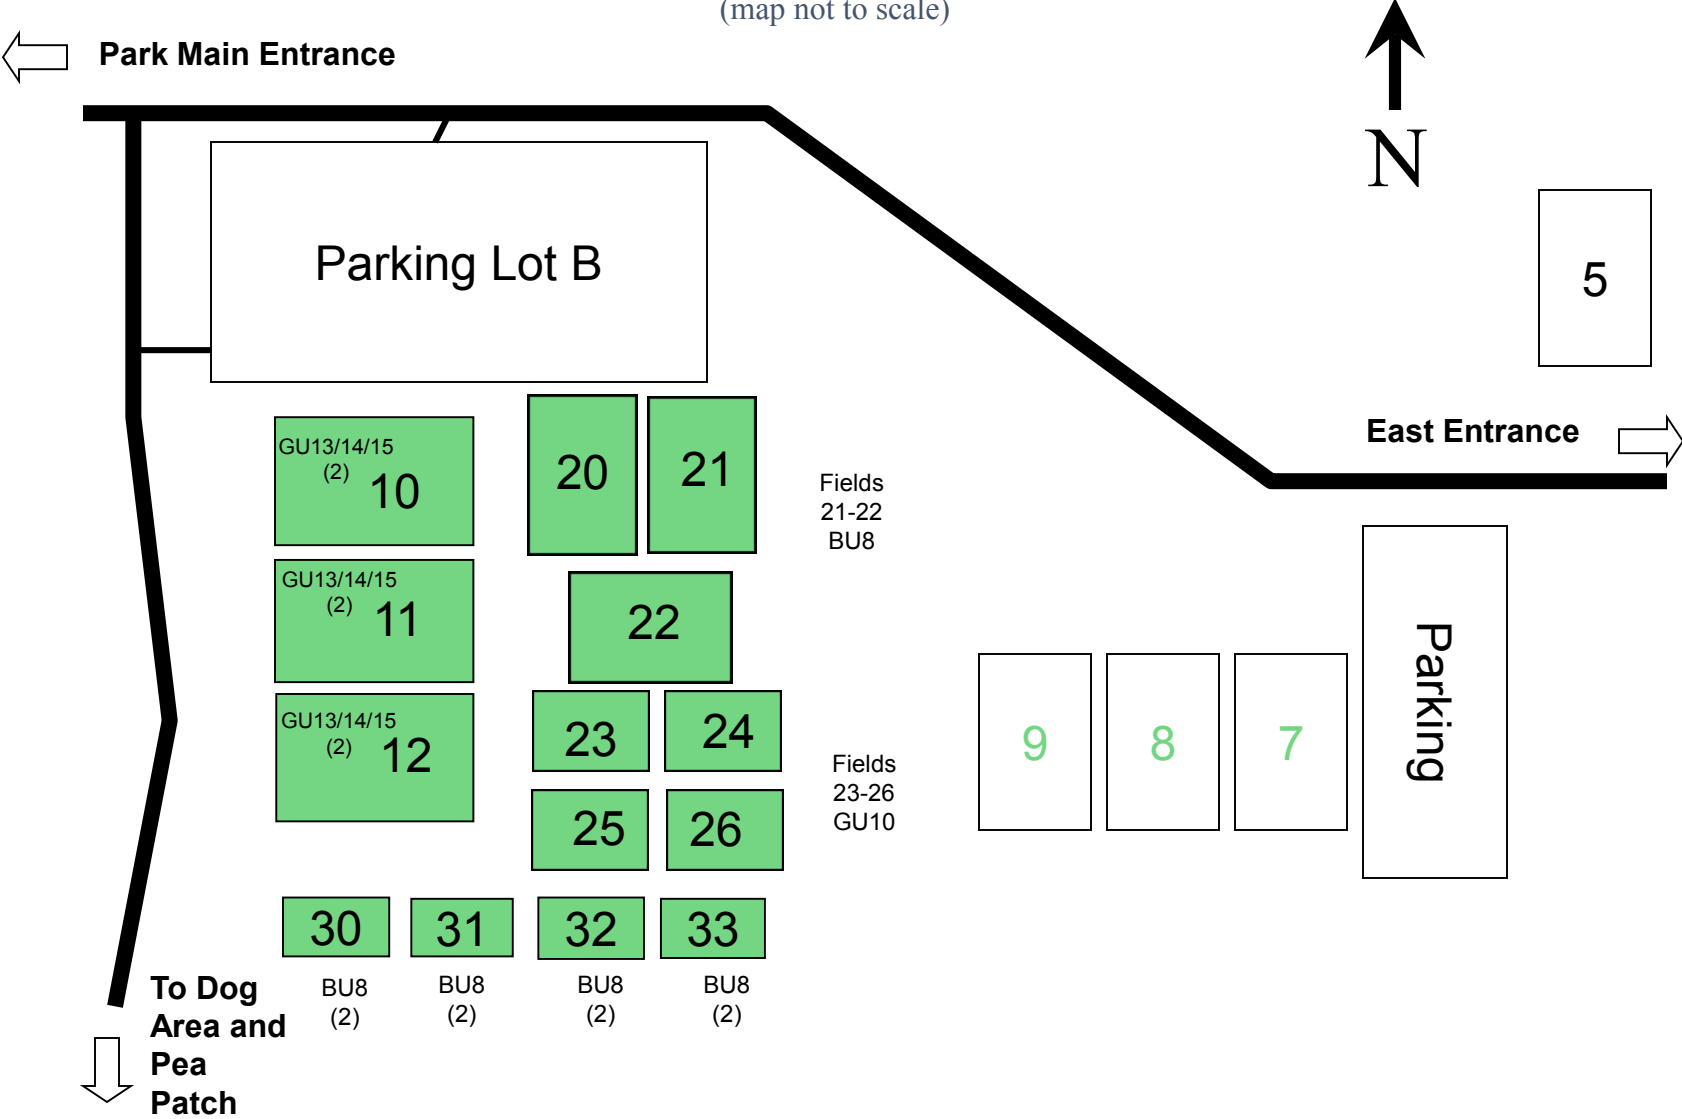 (map not to scale)
Park Main Entrance
N
Parking Lot B
5
East Entrance
GU13/14/15
(2)
10
20
21
Fields
21-22
BU8
GU13/14/15
(2)
11
22
GU13/14/15
(2)
12
23
24
25
26
Fields
23-26
GU10
9
8
7
Parking
30
31
32
33
BU8
(2)
BU8
(2)
BU8
(2)
BU8
(2)
To Dog
Area and
Pea
Patch